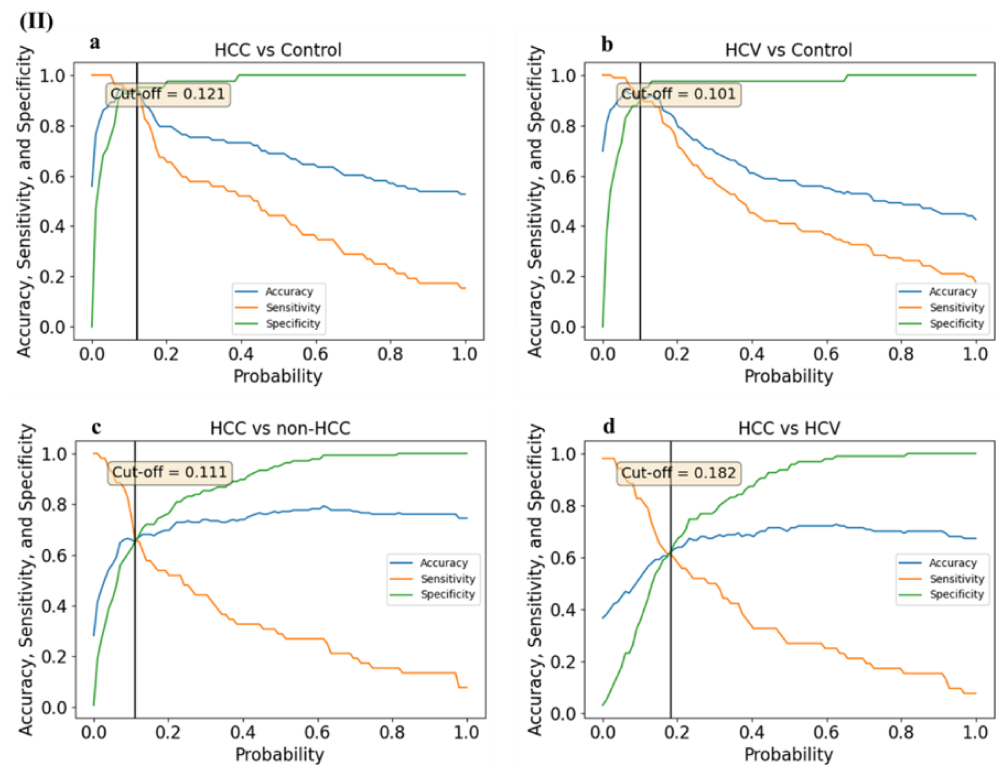 (II)
a
HCC vs Control
Accuracy, Sensitivity, and Specificity
1.0
0.8
0.6
0.4
0.2
0.0
Cut-off = 0.121
Accuracy
Sensitivity
Specificity
0.0 0.2 0.4 0.6 0.8 1.0
Probability
b
HCV vs Control
Accuracy, Sensitivity, and Specificity
1.0
0.8
0.6
0.4
0.2
0.0
Cut-off = 0.101
Accuracy
Sensitivity
Specificity
0.0 0.2 0.4 0.6 0.8 1.0
Probability
c
HCC vs non-HCC
Accuracy, Sensitivity, and Specificity
1.0
0.8
0.6
0.4
0.2
0.0
Cut-off = 0.111
Accuracy
Sensitivity
Specificity
0.0 0.2 0.4 0.6 0.8 1.0
Probability
d
HCC vs HCV
Accuracy, Sensitivity, and Specificity
1.0
0.8
0.6
0.4
0.2
0.0
Cut-off = 0.182
Accuracy
Sensitivity
Specificity
0.0 0.2 0.4 0.6 0.8 1.0
Probability